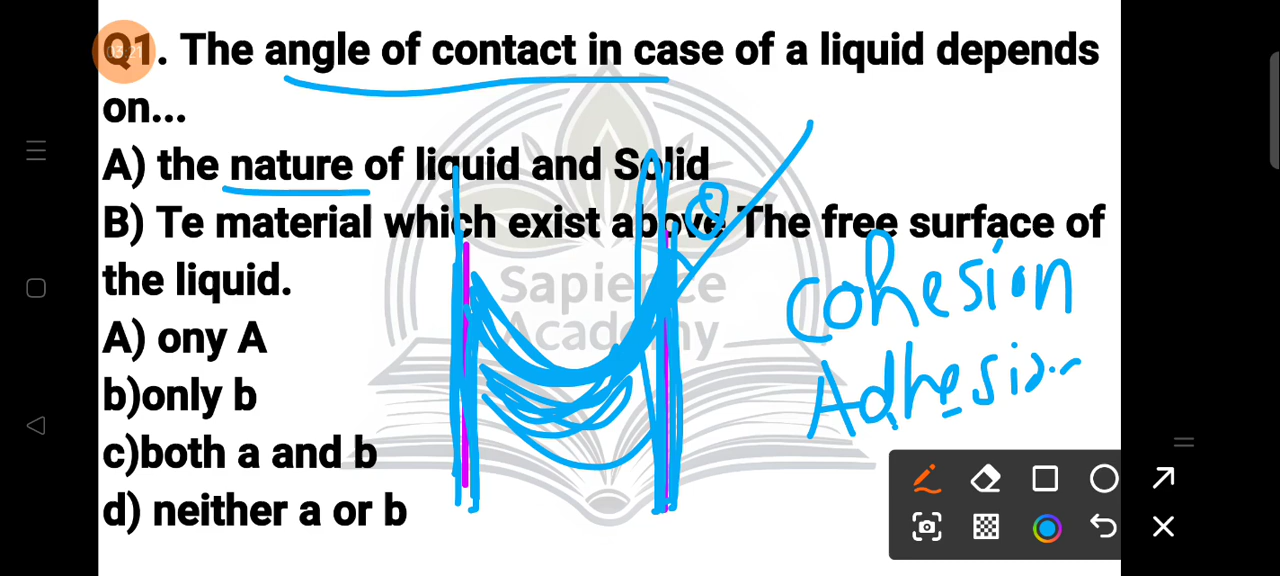 Q1. The angle of contact in case of a liquid depends
on...
A) the nature of liquid and Solid
B) Te material which exist above The free surface of
the liquid.
Sapience
Academy
A) ony A
b)only b
c)both a and b
d) neither a or b
Cohesion
Adhesion
03:21
θ